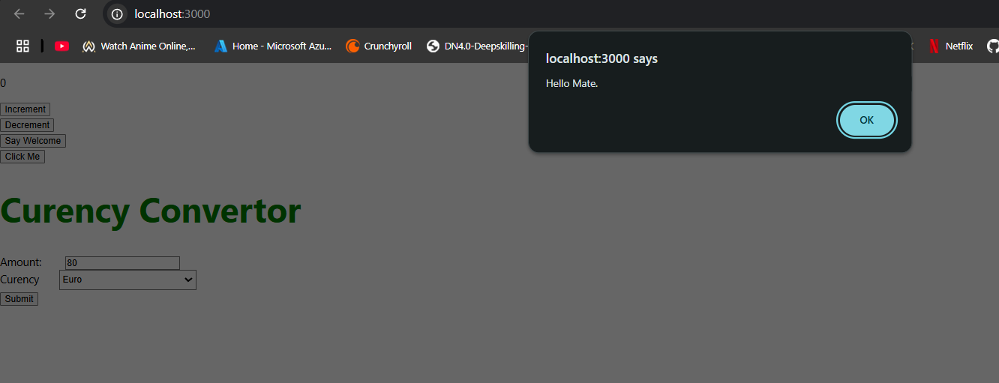 localhost:3000
Watch Anime Online,... Home - Microsoft Azu... Crunchyroll DN4.0-Deepskilling- Netflix
localhost:3000 says
Hello Mate.
OK
0
Increment
Decrement
Say Welcome
Click Me
Curency Convertor
Amount: 80
Curency Euro
Submit